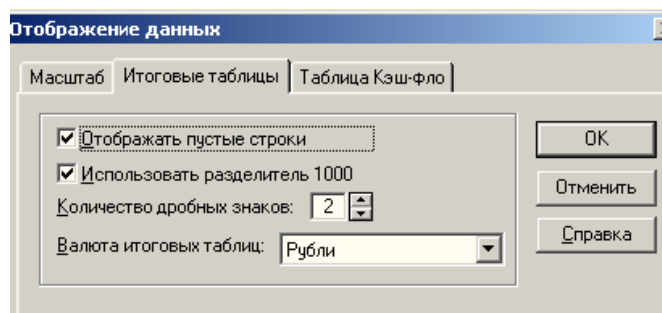 Отображение данных
Масштаб Итоговые таблицы Таблица Кэш-фло
Отображать пустые строки
Использовать разделитель 1000
Количество дробных знаков: 2
Валюта итоговых таблиц: Рубли
OK
Отменить
Справка